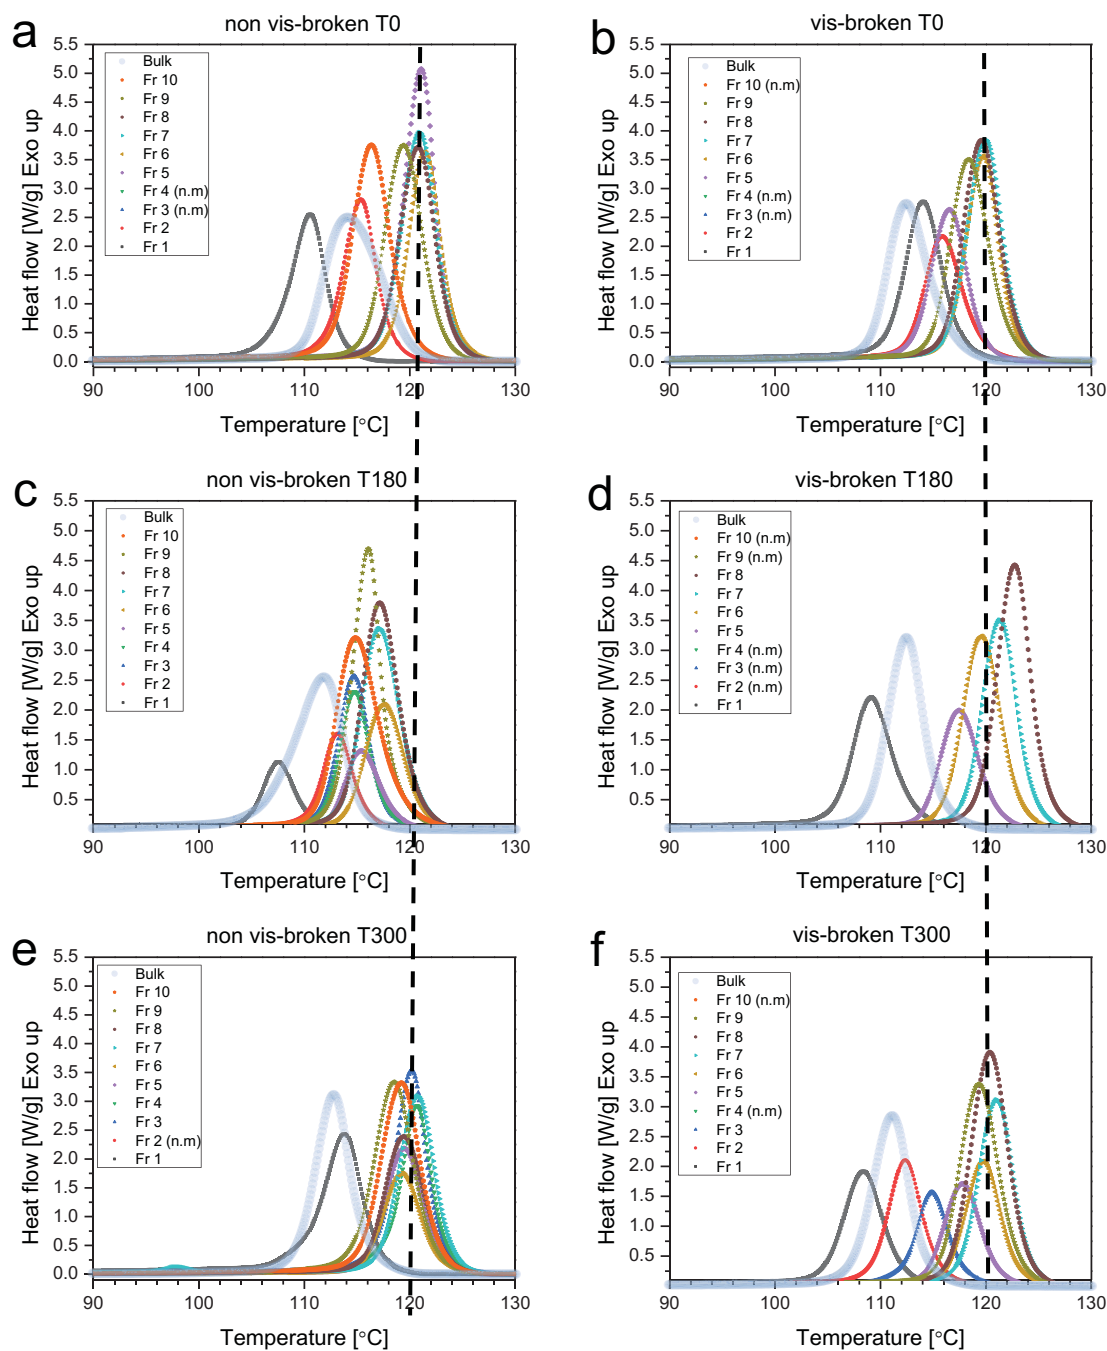 a
non vis-broken T0
5.5
5.0
4.5
4.0
3.5
3.0
2.5
2.0
1.5
1.0
0.5
0.0
Heat flow [W/g] Exo up
Bulk
Fr 10
Fr 9
Fr 8
Fr 7
Fr 6
Fr 5
Fr 4 (n.m)
Fr 3 (n.m)
Fr 2
Fr 1
90 100 110 120 130
Temperature [°C]
b
vis-broken T0
5.5
5.0
4.5
4.0
3.5
3.0
2.5
2.0
1.5
1.0
0.5
0.0
Heat flow [W/g] Exo up
Bulk
Fr 10 (n.m)
Fr 9
Fr 8
Fr 7
Fr 6
Fr 5
Fr 4 (n.m)
Fr 3 (n.m)
Fr 2
Fr 1
90 100 110 120 130
Temperature [°C]
c
non vis-broken T180
5.5
5.0
4.5
4.0
3.5
3.0
2.5
2.0
1.5
1.0
0.5
Heat flow [W/g] Exo up
Bulk
Fr 10
Fr 9
Fr 8
Fr 7
Fr 6
Fr 5
Fr 4
Fr 3
Fr 2
Fr 1
90 100 110 120 130
Temperature [°C]
d
vis-broken T180
5.5
5.0
4.5
4.0
3.5
3.0
2.5
2.0
1.5
1.0
0.5
Heat flow [W/g] Exo up
Bulk
Fr 10 (n.m)
Fr 9 (n.m)
Fr 8
Fr 7
Fr 6
Fr 5
Fr 4 (n.m)
Fr 3 (n.m)
Fr 2 (n.m)
Fr 1
90 100 110 120 130
Temperature [°C]
e
non vis-broken T300
5.5
5.0
4.5
4.0
3.5
3.0
2.5
2.0
1.5
1.0
0.5
0.0
Heat flow [W/g] Exo up
Bulk
Fr 10
Fr 9
Fr 8
Fr 7
Fr 6
Fr 5
Fr 4
Fr 3
Fr 2 (n.m)
Fr 1
90 100 110 120 130
Temperature [°C]
f
vis-broken T300
5.5
5.0
4.5
4.0
3.5
3.0
2.5
2.0
1.5
1.0
0.5
Heat flow [W/g] Exo up
Bulk
Fr 10 (n.m)
Fr 9
Fr 8
Fr 7
Fr 6
Fr 5
Fr 4 (n.m)
Fr 3
Fr 2
Fr 1
90 100 110 120 130
Temperature [°C]